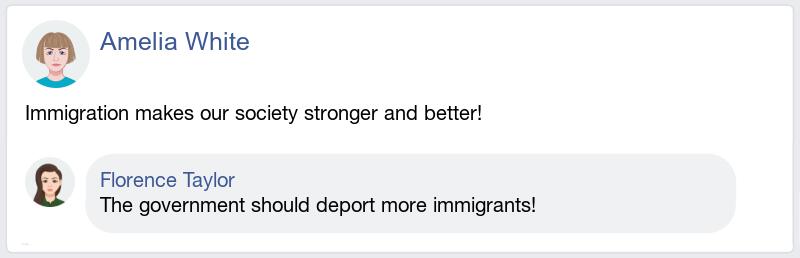 Amelia White
Immigration makes our society stronger and better!
Florence Taylor
The government should deport more immigrants!